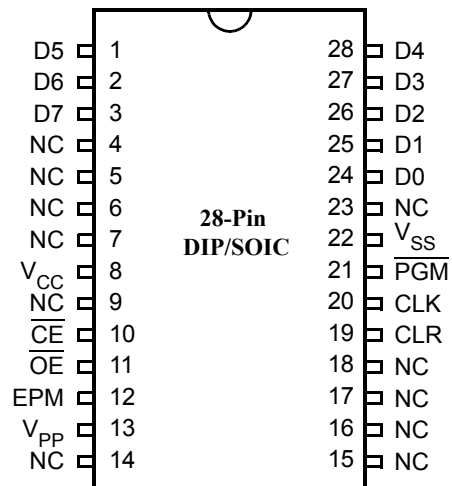 D5 1 28 D4
D6 2 27 D3
D7 3 26 D2
NC 4 25 D1
NC 5 24 D0
NC 6 23 NC
NC 7 22 VSS
28-Pin
DIP/SOIC
VCC 8 21 PGM
NC 9 20 CLK
CE 10 19 CLR
OE 11 18 NC
EPM 12 17 NC
VPP 13 16 NC
NC 14 15 NC